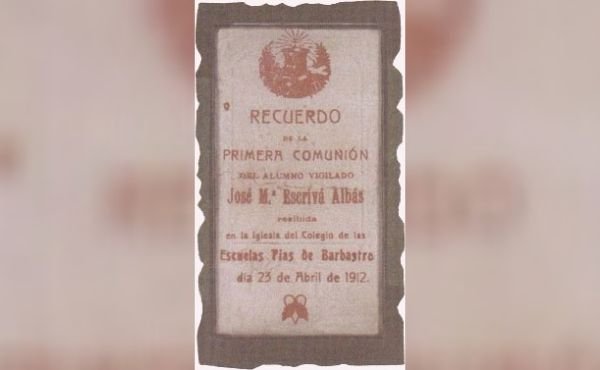 RECUERDO
DE LA
PRIMERA COMUNIÓN
DEL ALUMNO VIGILADO
José M.ª Escrivá Albás
recibida
en la Iglesia del Colegio de las
Escuelas Pías de Barbastro
día 23 de Abril de 1912.